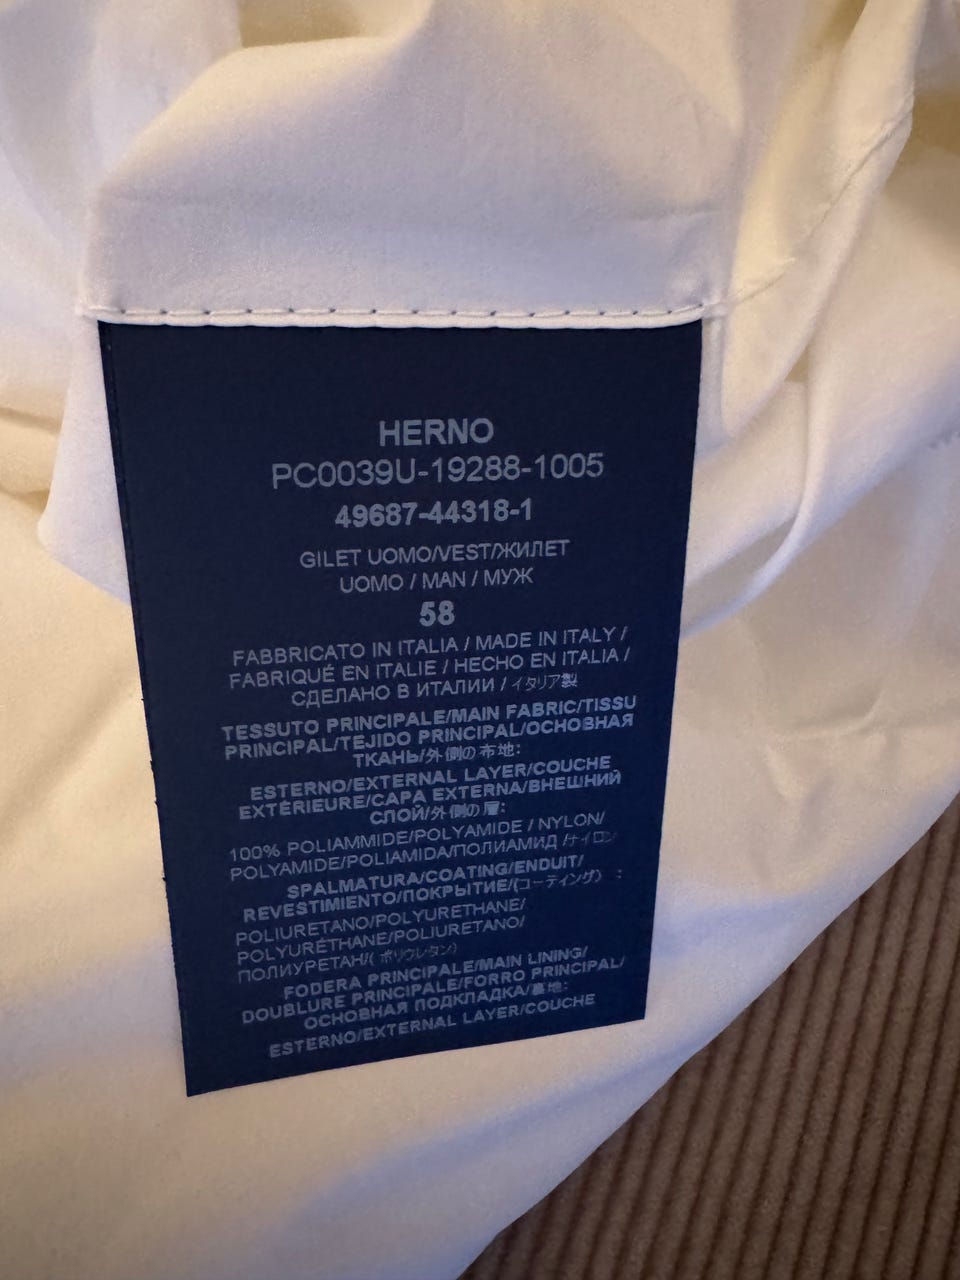 HERNO
PC0039U-19288-1005
49687-44318-1
GILET UOMO/VEST/ЖИЛЕТ
UOMO / MAN / МУЖ
58
FABBRICATO IN ITALIA / MADE IN ITALY /
FABRIQUÉ EN ITALIE / HECHO EN ITALIA /
СДЕЛАНО В ИТАЛИИ / イタリア製
TESSUTO PRINCIPALE/MAIN FABRIC/TISSU
PRINCIPAL/TEJIDO PRINCIPAL/ОСНОВНАЯ
ТКАНЬ/外側の布地:
ESTERNO/EXTERNAL LAYER/COUCHE
EXTÉRIEURE/CAPA EXTERNA/ВНЕШНИЙ
СЛОЙ/外側の層:
100% POLIAMMIDE/POLYAMIDE / NYLON/
POLYAMIDE/POLIAMIDA/ПОЛИАМИД /ナイロン/
SPALMATURA/COATING/ENDUIT/
REVESTIMIENTO/ПОКРЫТИЕ/(コーティング) :
POLIURETANO/POLYURETHANE/
POLYURÉTHANE/POLIURETANO/
ПОЛИУРЕТАН/( ポリウレタン)
FODERA PRINCIPALE/MAIN LINING/
DOUBLURE PRINCIPALE/FORRO PRINCIPAL/
ОСНОВНАЯ ПОДКЛАДКА/裏地:
ESTERNO/EXTERNAL LAYER/COUCHE